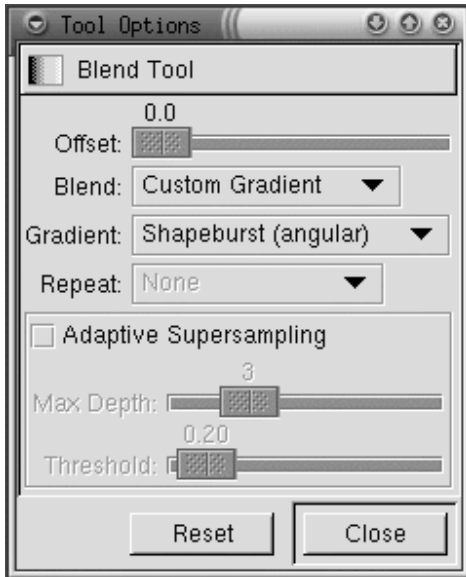 Tool Options
Blend Tool
0.0
Offset:
Blend: Custom Gradient
Gradient: Shapeburst (angular)
Repeat: None
Adaptive Supersampling
3
Max Depth:
0.20
Threshold:
Reset Close